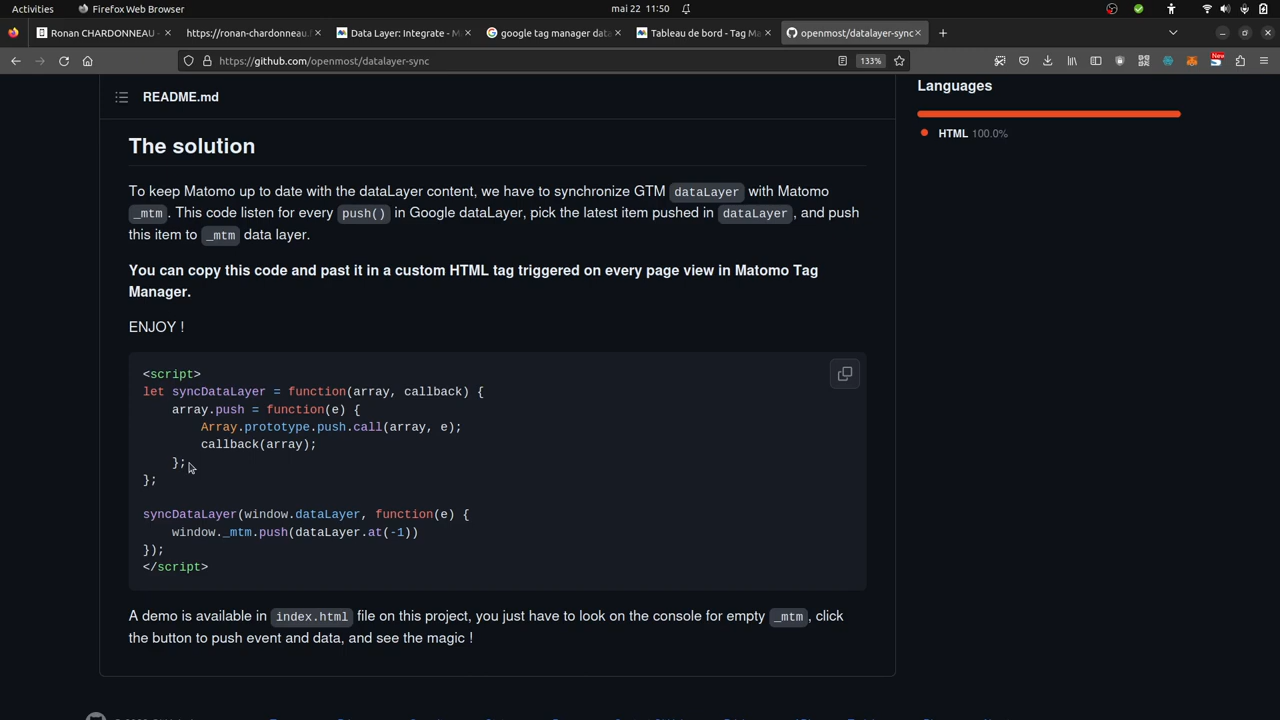 Activities Firefox Web Browser mai 22 11:50
Ronan CHARDONNEAU - https://ronan-chardonneau. Data Layer: Integrate - M google tag manager dat Tableau de bord - Tag M openmost/datalayer-sync
https://github.com/openmost/datalayer-sync 133% New
README.md
Languages
HTML 100.0%
The solution
To keep Matomo up to date with the dataLayer content, we have to synchronize GTM dataLayer with Matomo
_mtm. This code listen for every push() in Google dataLayer, pick the latest item pushed in dataLayer, and push
this item to _mtm data layer.
You can copy this code and past it in a custom HTML tag triggered on every page view in Matomo Tag
Manager.
ENJOY !
<script>
let syncDataLayer = function(array, callback) {
array.push = function(e) {
Array.prototype.push.call(array, e);
callback(array);
};
};
syncDataLayer(window.dataLayer, function(e) {
window._mtm.push(dataLayer.at(-1))
});
</script>
A demo is available in index.html file on this project, you just have to look on the console for empty _mtm, click
the button to push event and data, and see the magic !